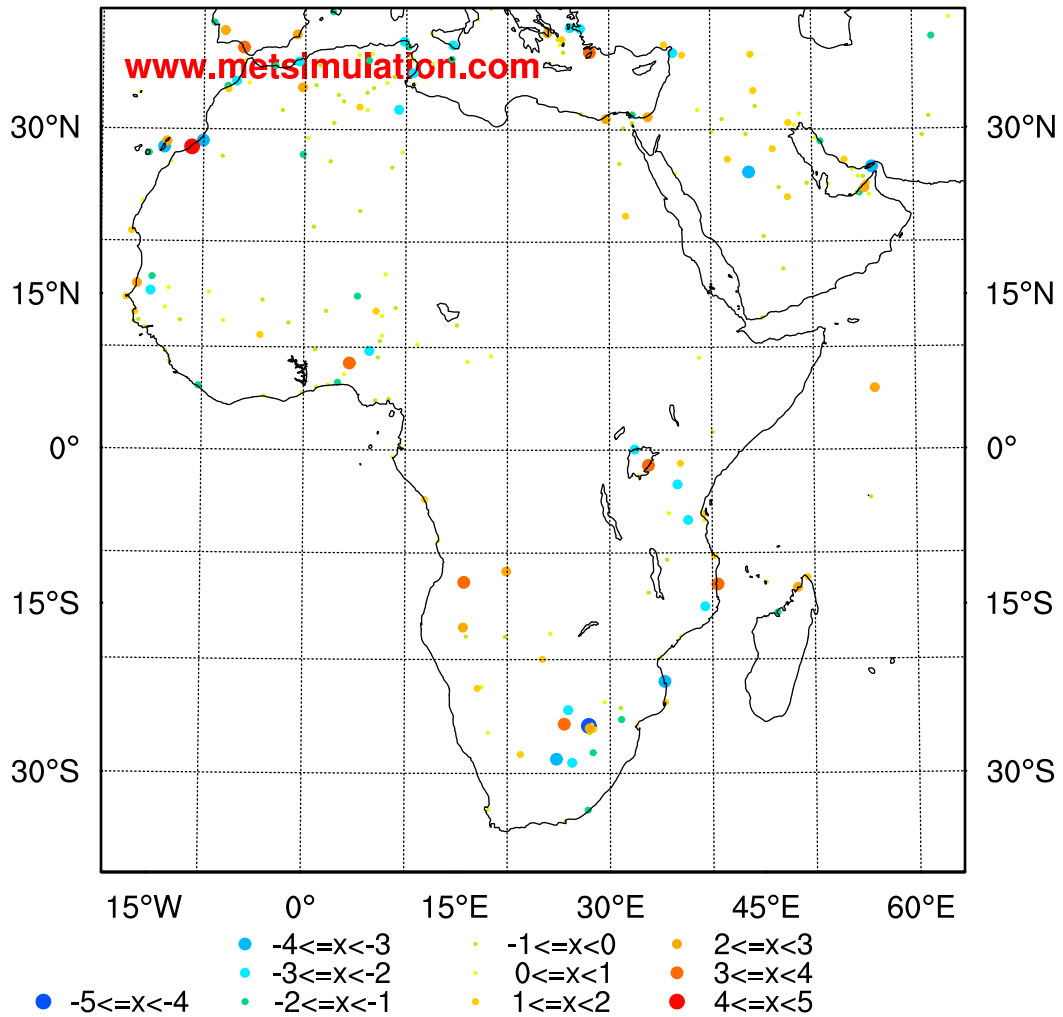 www.metsimulation.com
30°N 30°N
15°N 15°N
0° 0°
15°S 15°S
30°S 30°S
15°W 0° 15°E 30°E 45°E 60°E
-4<=x<-3 -1<=x<0 2<=x<3
-3<=x<-2 0<=x<1 3<=x<4
-5<=x<-4 -2<=x<-1 1<=x<2 4<=x<5